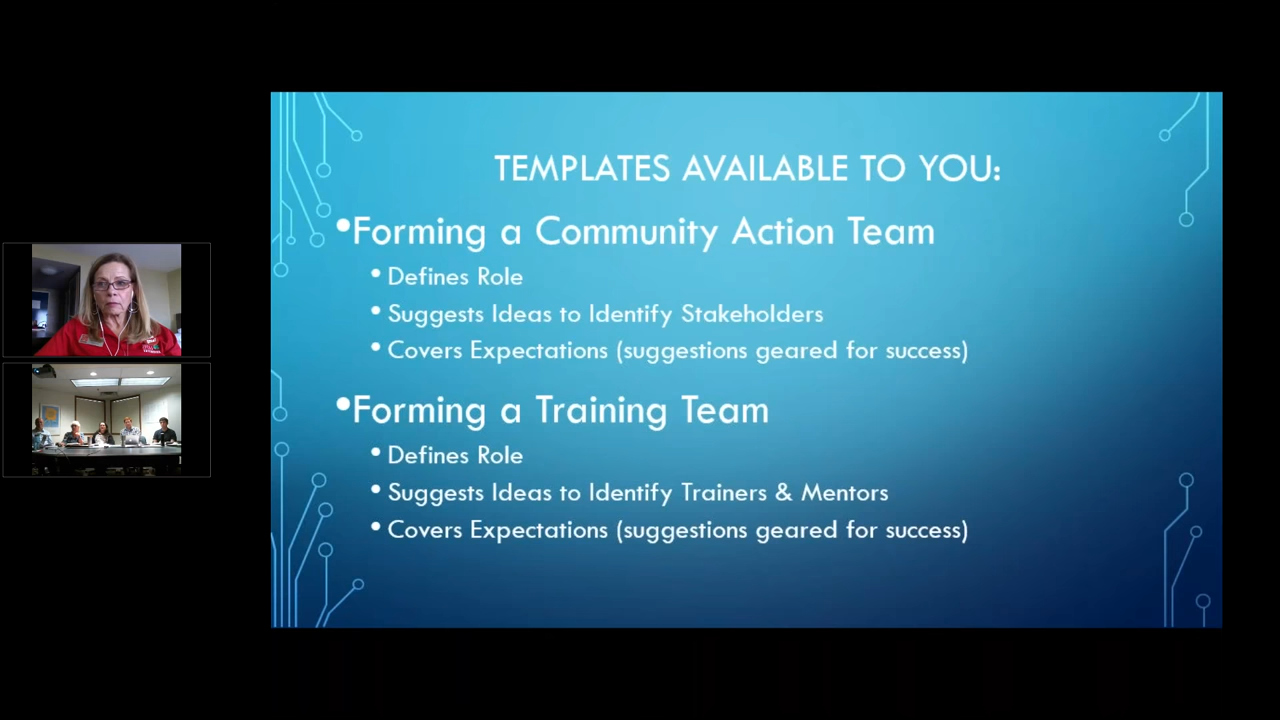 TEMPLATES AVAILABLE TO YOU:
•Forming a Community Action Team
• Defines Role
• Suggests Ideas to Identify Stakeholders
• Covers Expectations (suggestions geared for success)
•Forming a Training Team
• Defines Role
• Suggests Ideas to Identify Trainers & Mentors
• Covers Expectations (suggestions geared for success)